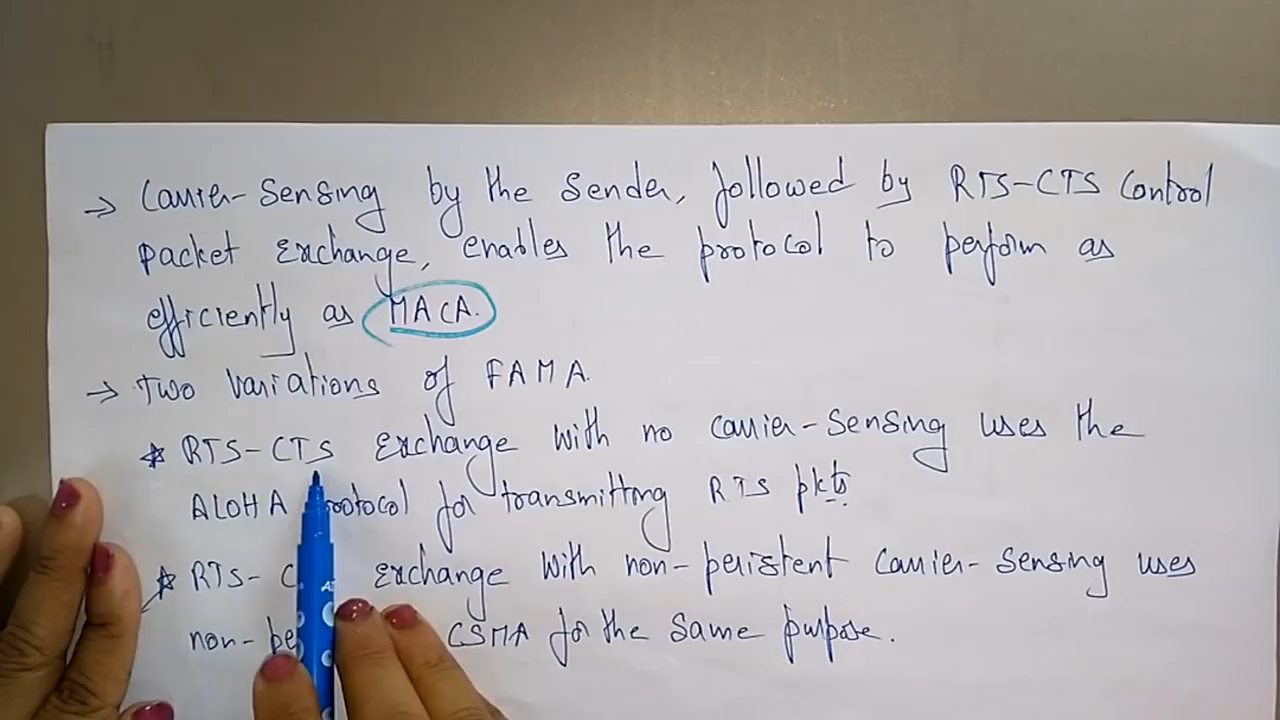 → Carrier-Sensing by the Sender, followed by RTS-CTS Control
packet Exchange, enables the protocol to perform as
efficiently as MACA.
→ Two Variations of FAMA.
* RTS-CTS Exchange with no carrier-sensing uses the
ALOHA protocol for transmitting RTS pkts.
* RTS-C Exchange with non-peristent carrier-sensing uses
non-pe CSMA for the same purpose.